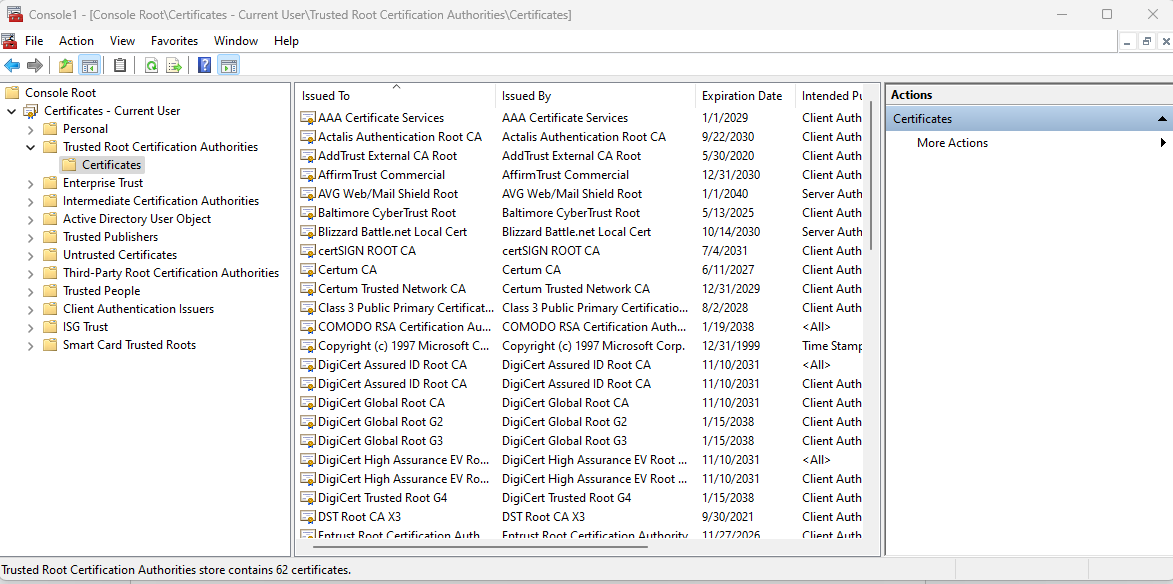 Console1 - [Console Root\Certificates - Current User\Trusted Root Certification Authorities\Certificates]
File Action View Favorites Window Help
Console Root
Certificates - Current User
Personal
Trusted Root Certification Authorities
Certificates
Enterprise Trust
Intermediate Certification Authorities
Active Directory User Object
Trusted Publishers
Untrusted Certificates
Third-Party Root Certification Authorities
Trusted People
Client Authentication Issuers
ISG Trust
Smart Card Trusted Roots
Issued To Issued By Expiration Date Intended Pu
AAA Certificate Services AAA Certificate Services 1/1/2029 Client Auth
Actalis Authentication Root CA Actalis Authentication Root CA 9/22/2030 Client Auth
AddTrust External CA Root AddTrust External CA Root 5/30/2020 Client Auth
AffirmTrust Commercial AffirmTrust Commercial 12/31/2030 Client Auth
AVG Web/Mail Shield Root AVG Web/Mail Shield Root 1/1/2040 Server Auth
Baltimore CyberTrust Root Baltimore CyberTrust Root 5/13/2025 Client Auth
Blizzard Battle.net Local Cert Blizzard Battle.net Local Cert 10/14/2030 Server Auth
certSIGN ROOT CA certSIGN ROOT CA 7/4/2031 Client Auth
Certum CA Certum CA 6/11/2027 Client Auth
Certum Trusted Network CA Certum Trusted Network CA 12/31/2029 Client Auth
Class 3 Public Primary Certificat... Class 3 Public Primary Certificatio... 8/2/2028 Client Auth
COMODO RSA Certification Au... COMODO RSA Certification Auth... 1/19/2038 <All>
Copyright (c) 1997 Microsoft C... Copyright (c) 1997 Microsoft Corp. 12/31/1999 Time Stamp
DigiCert Assured ID Root CA DigiCert Assured ID Root CA 11/10/2031 <All>
DigiCert Assured ID Root CA DigiCert Assured ID Root CA 11/10/2031 Client Auth
DigiCert Global Root CA DigiCert Global Root CA 11/10/2031 Client Auth
DigiCert Global Root G2 DigiCert Global Root G2 1/15/2038 Client Auth
DigiCert Global Root G3 DigiCert Global Root G3 1/15/2038 Client Auth
DigiCert High Assurance EV Ro... DigiCert High Assurance EV Root ... 11/10/2031 <All>
DigiCert High Assurance EV Ro... DigiCert High Assurance EV Root ... 11/10/2031 Client Auth
DigiCert Trusted Root G4 DigiCert Trusted Root G4 1/15/2038 Client Auth
DST Root CA X3 DST Root CA X3 9/30/2021 Client Auth
Entrust Root Certification Auth... Entrust Root Certification Authority 11/27/2026 Client Auth
Actions
Certificates
More Actions
Trusted Root Certification Authorities store contains 62 certificates.